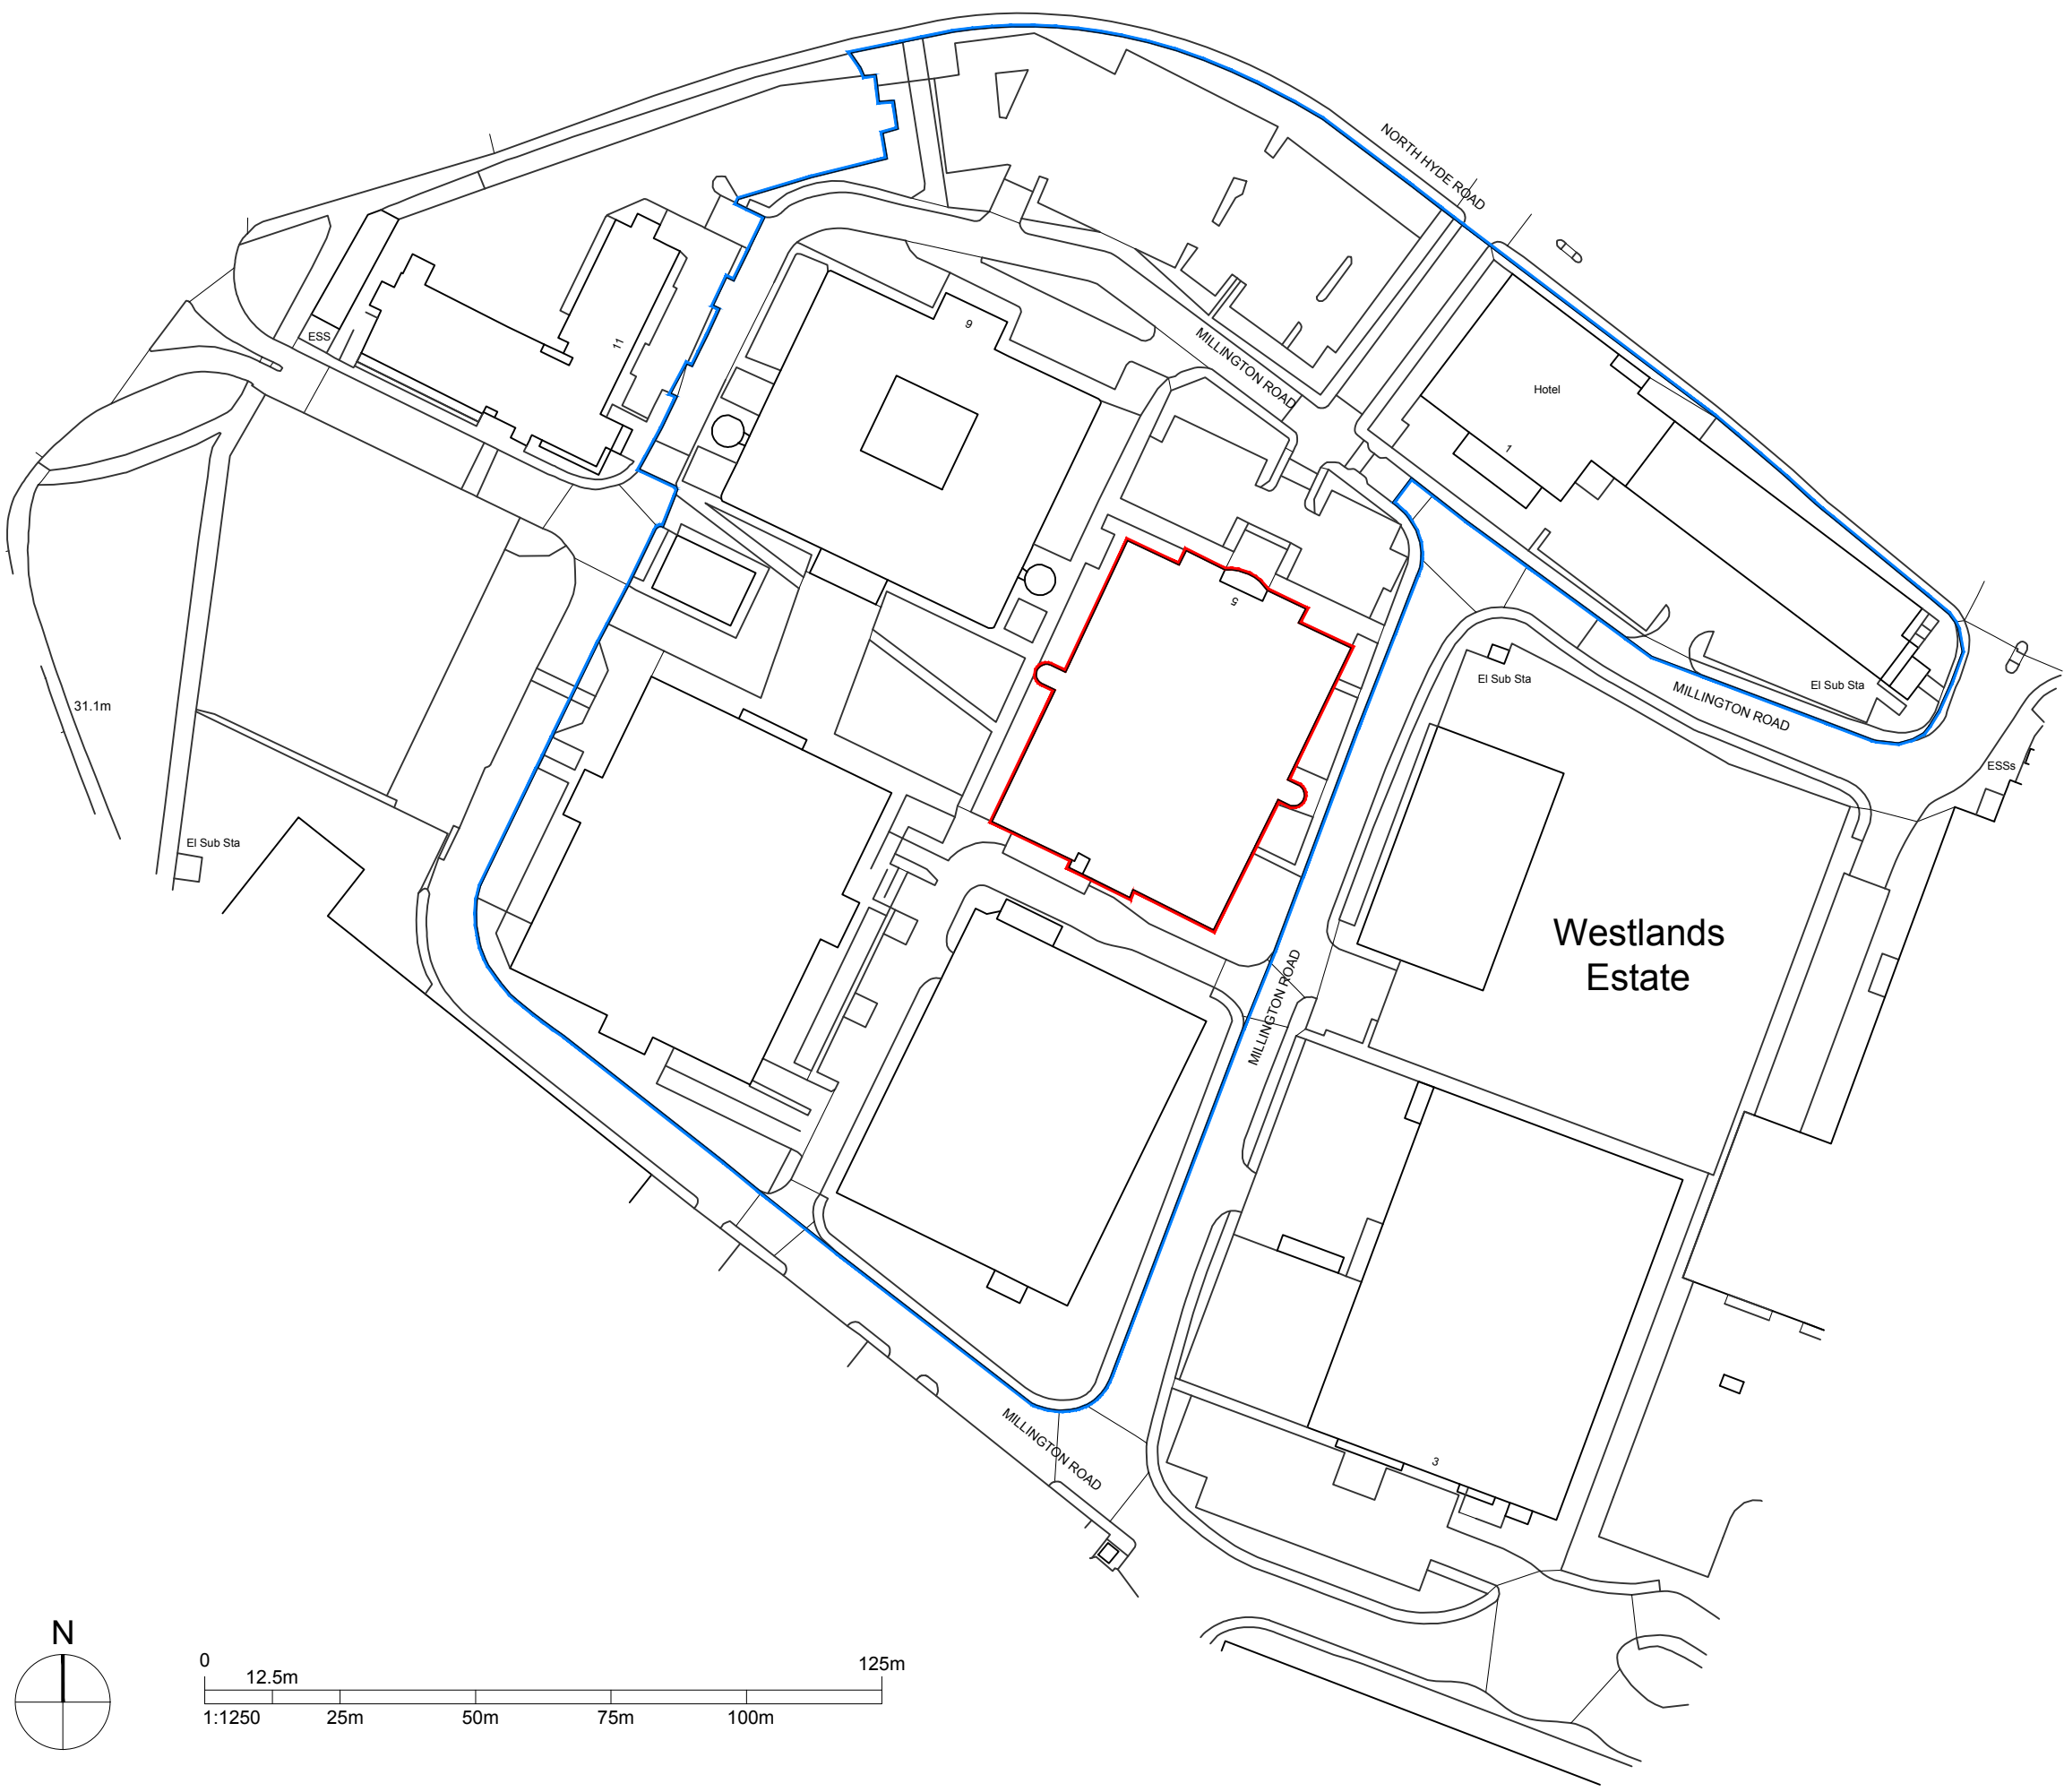 NORTH HYDE ROAD
ESS
11
9
MILLINGTON ROAD
Hotel
1
5
El Sub Sta
El Sub Sta
MILLINGTON ROAD
31.1m
ESSs
El Sub Sta
Westlands
Estate
MILLINGTON ROAD
MILLINGTON ROAD
3
N
0
12.5m
125m
1:1250
25m
50m
75m
100m